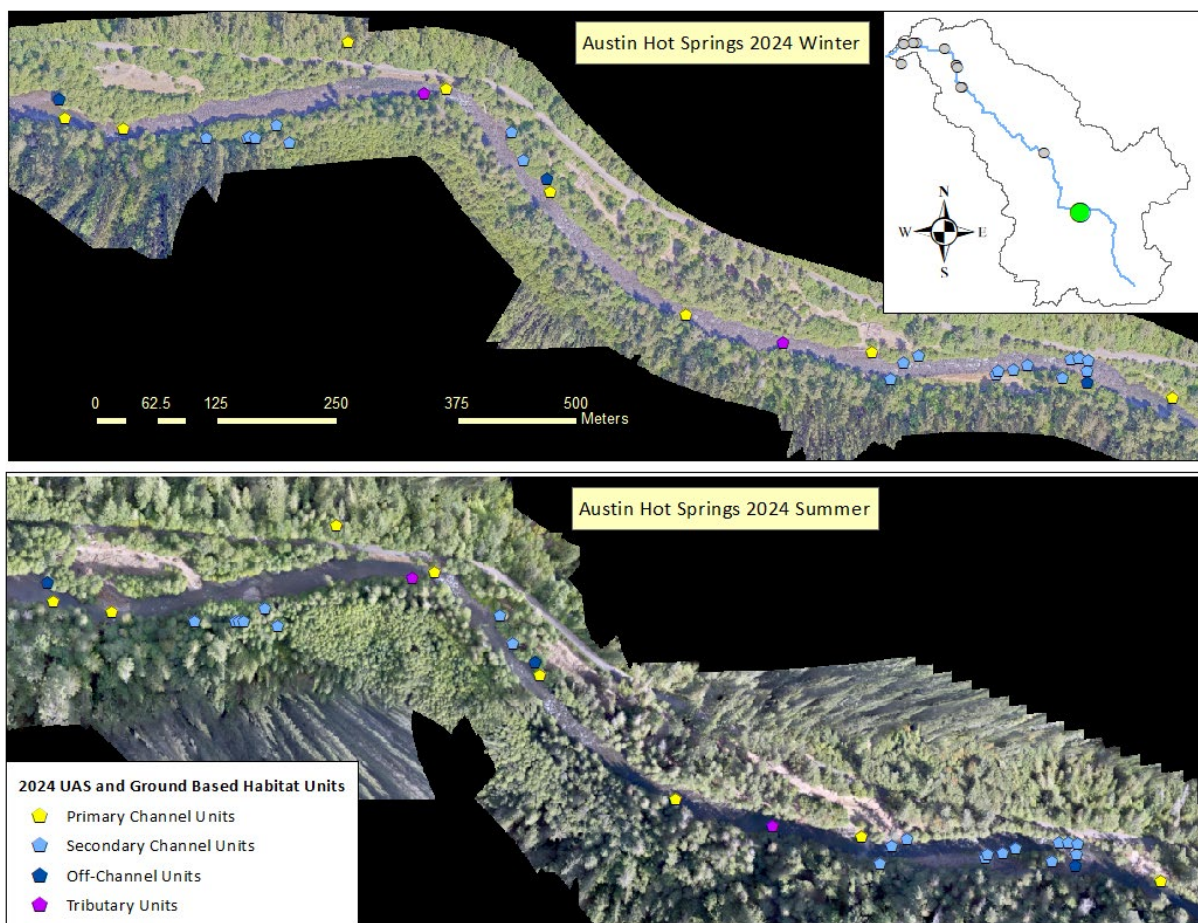 Austin Hot Springs 2024 Winter
N
W
E
S
0 62.5 125 250 375 500
Meters
Austin Hot Springs 2024 Summer
2024 UAS and Ground Based Habitat Units
Primary Channel Units
Secondary Channel Units
Off-Channel Units
Tributary Units